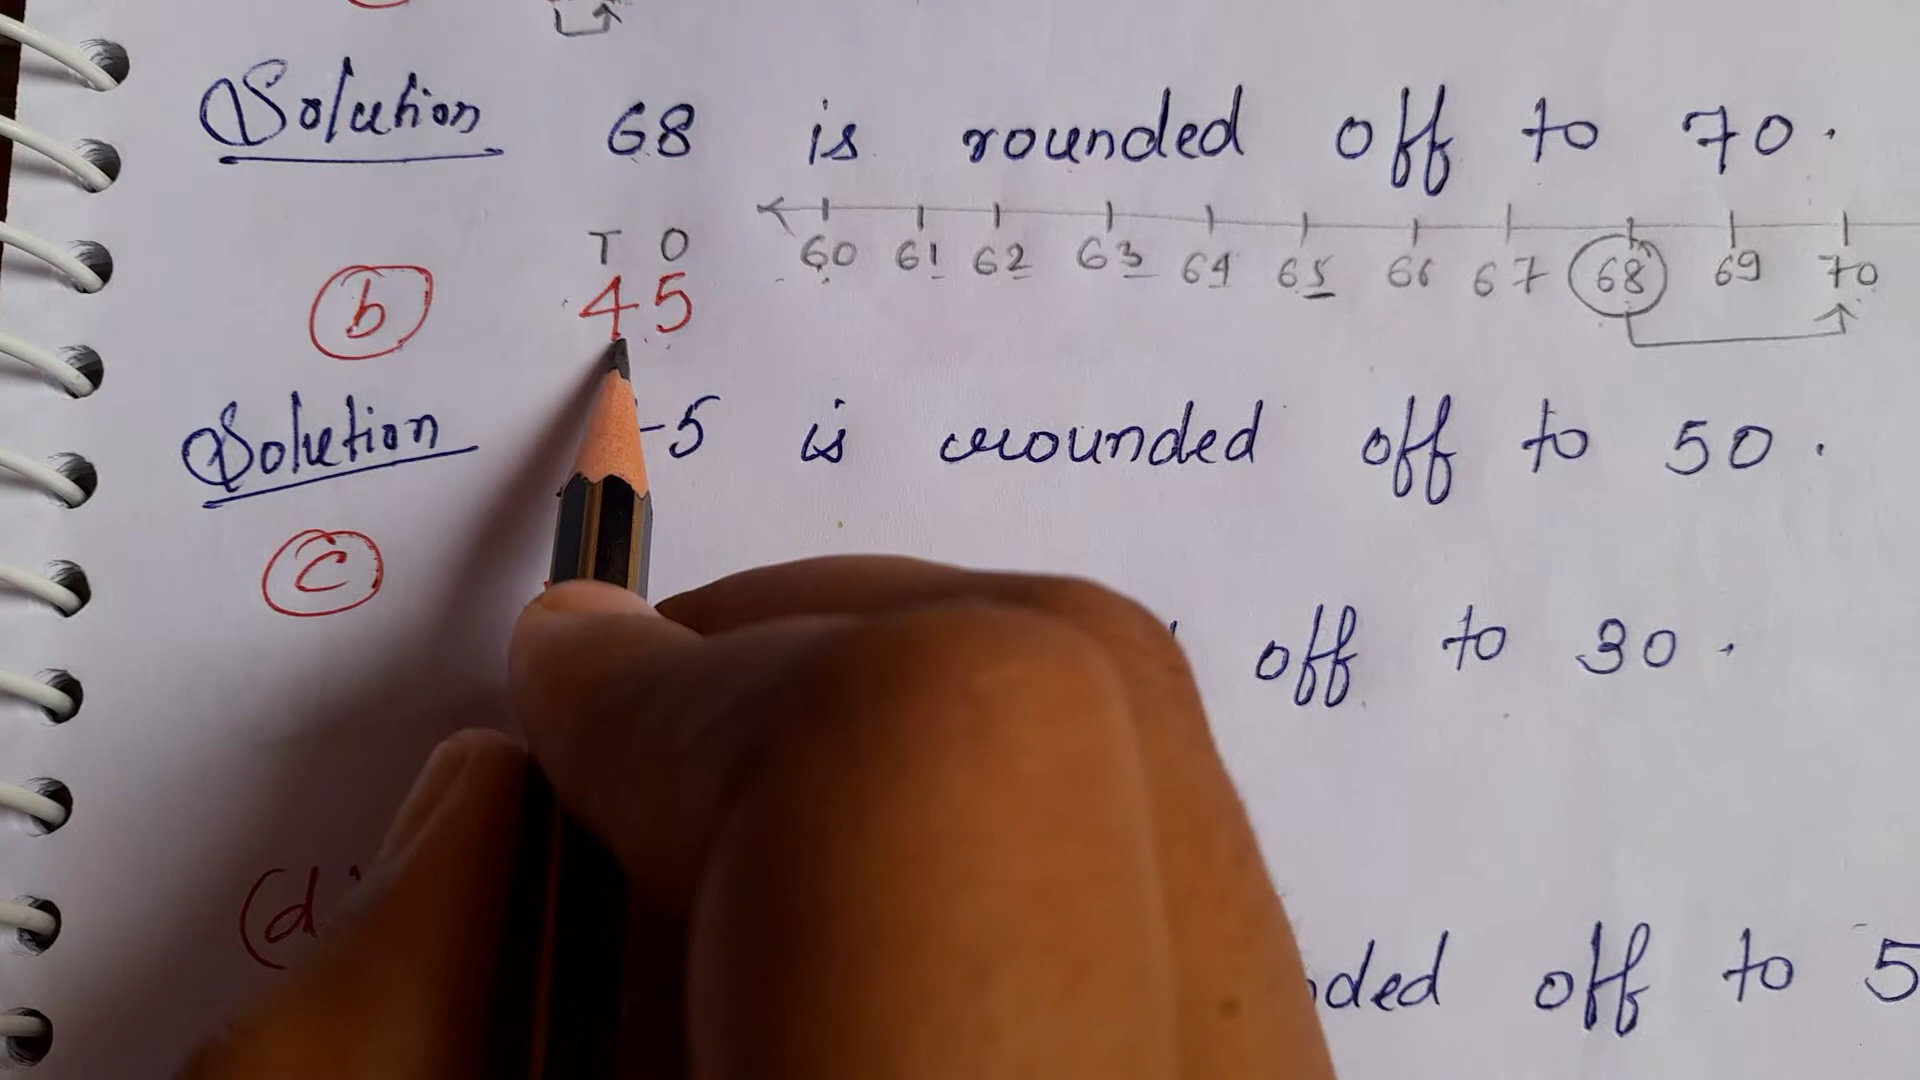 Solution 68 is rounded off to 70.
60 61 62 63 64 65 66 67 68 69 70
T O
b 45
Solution 5 is rounded off to 50.
c
off to 30.
(d)
off to 5